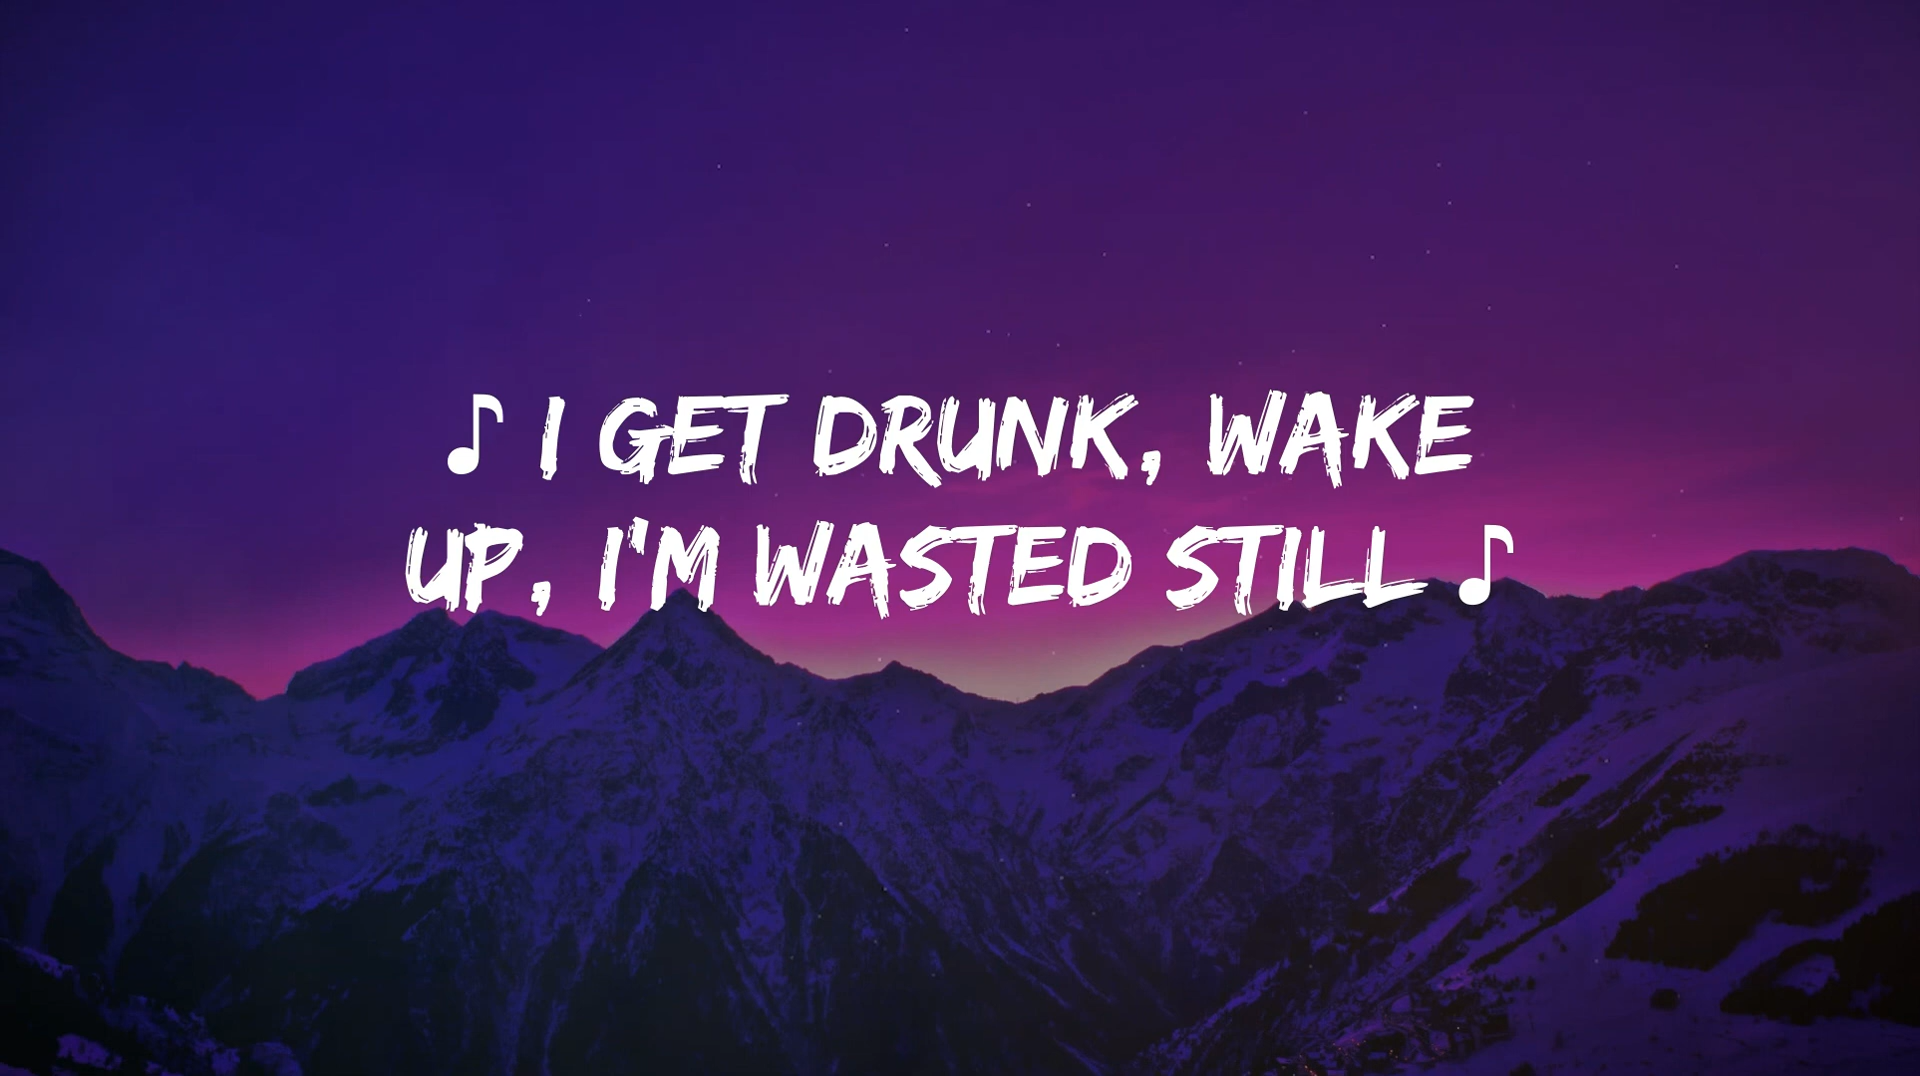 ♪ I GET DRUNK, WAKE
UP, I'M WASTED STILL ♪